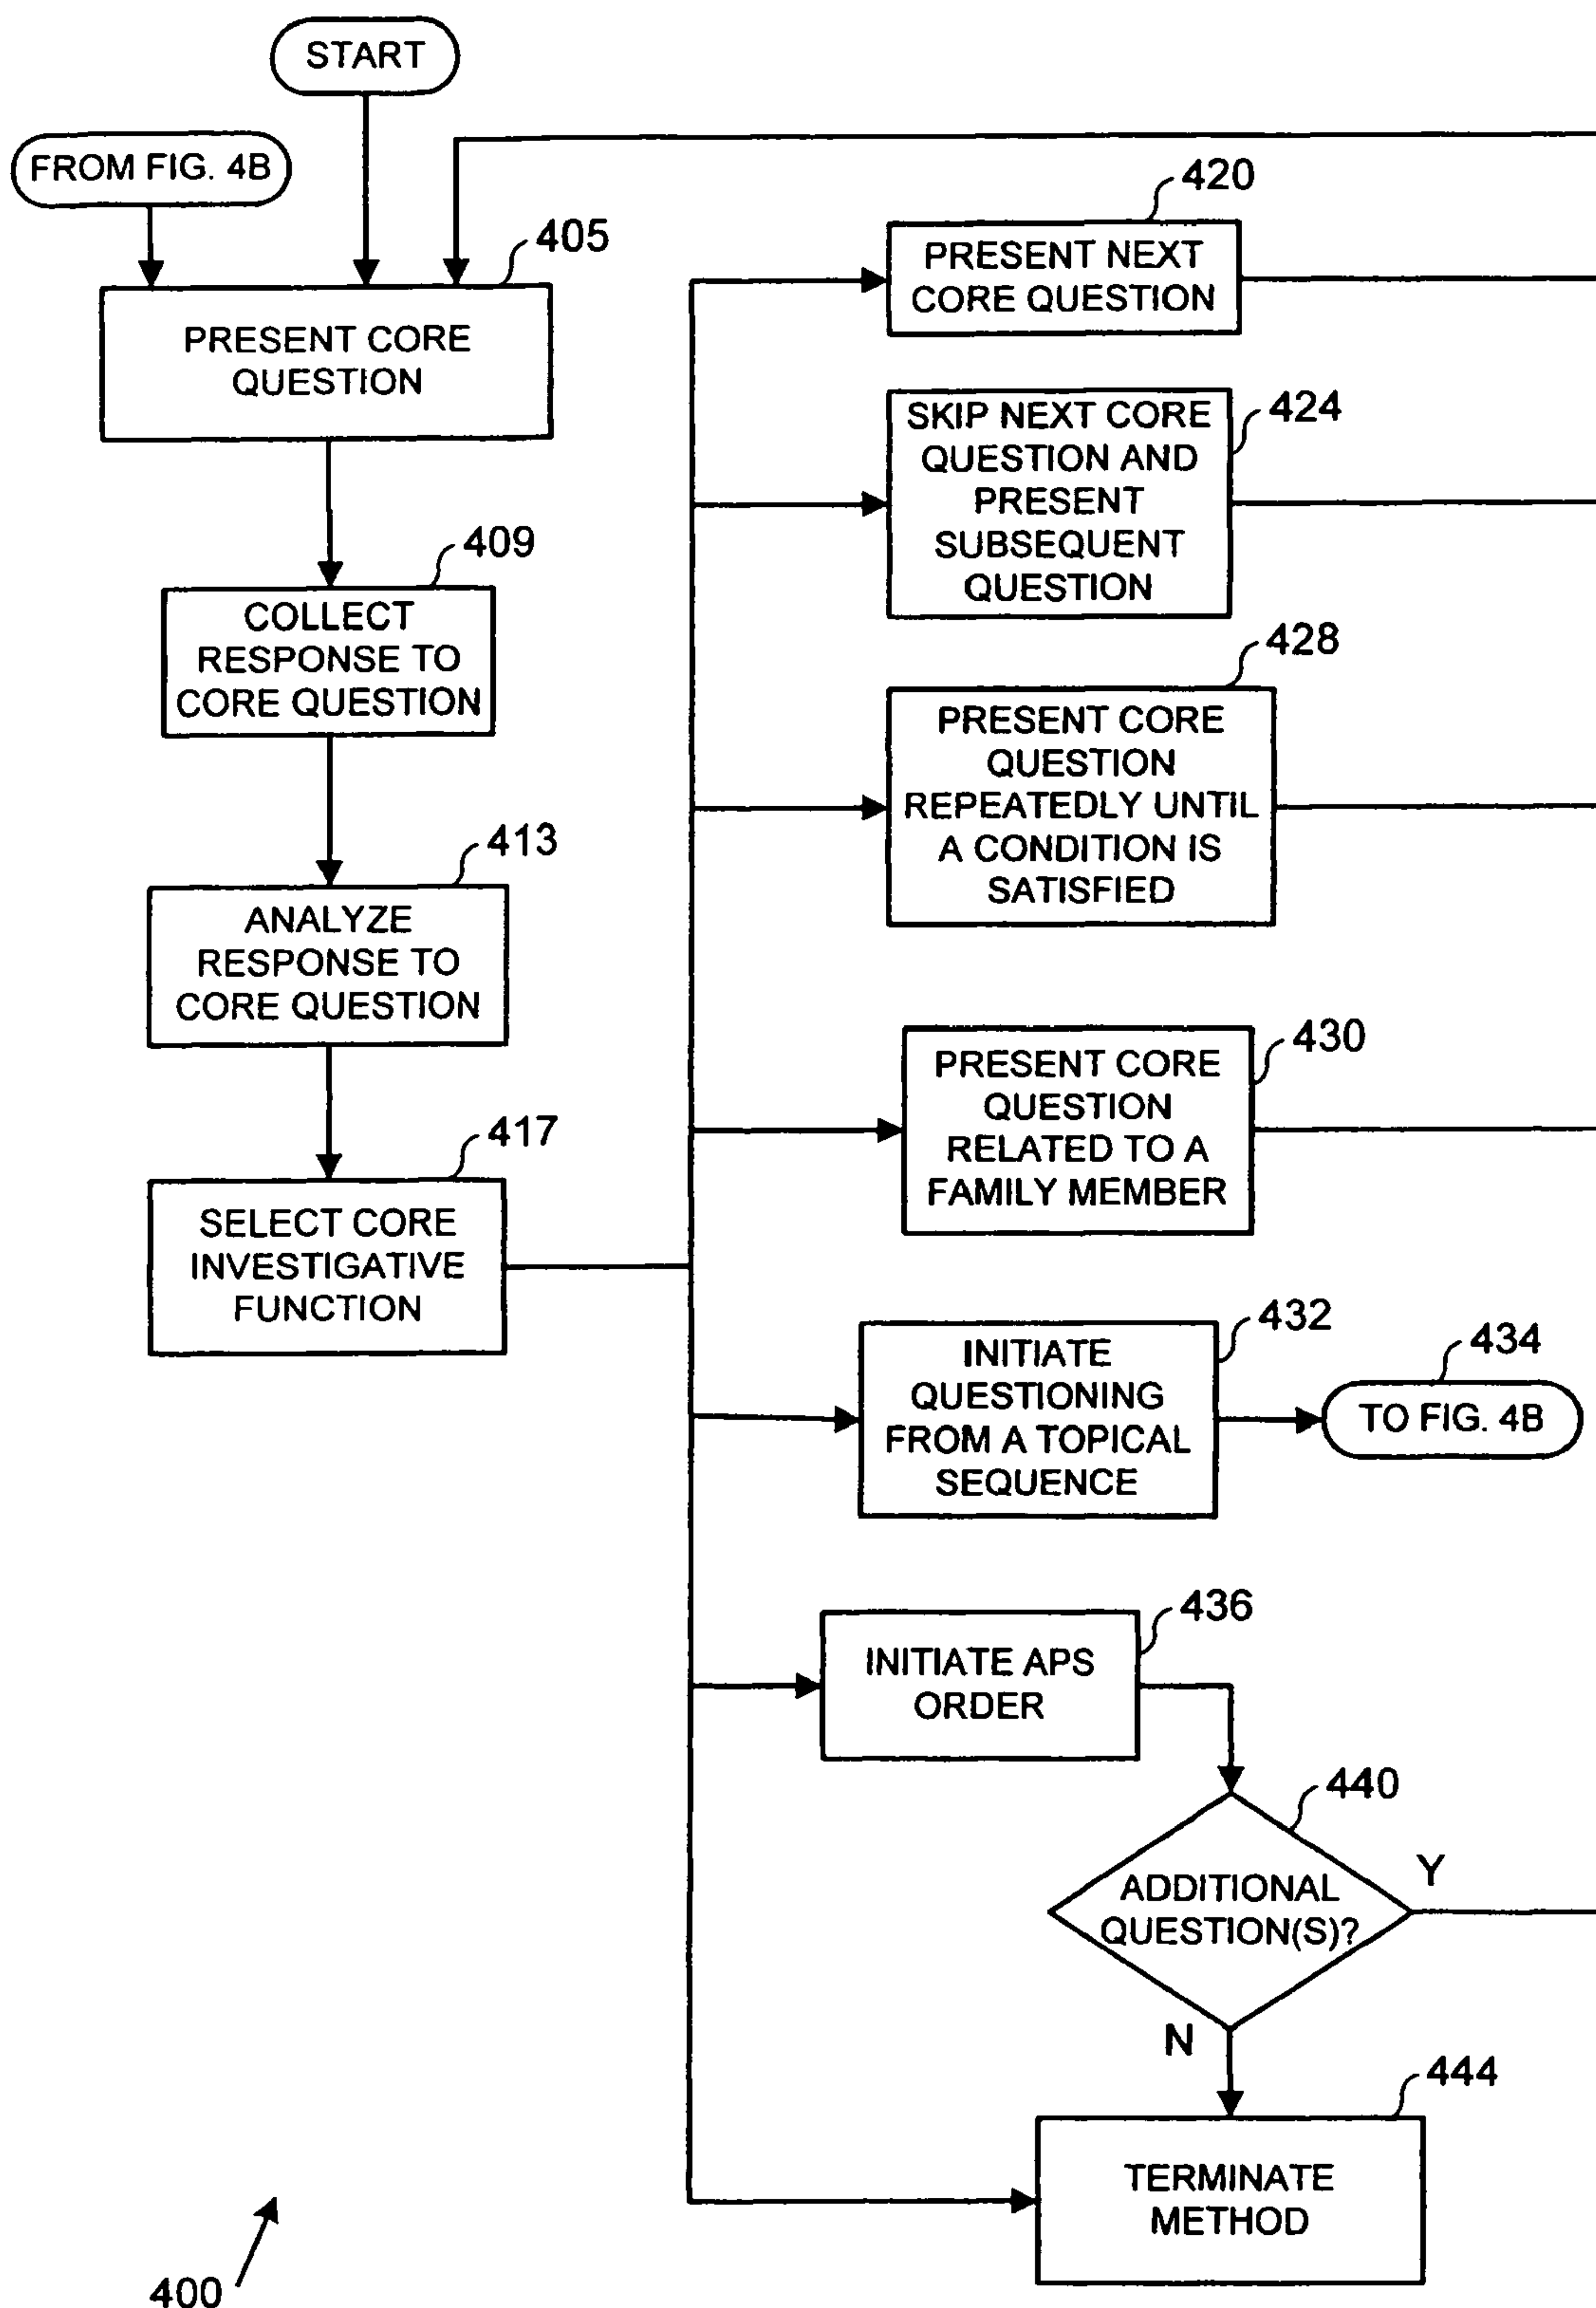 START
FROM FIG. 4B
405
PRESENT CORE
QUESTION
409
COLLECT
RESPONSE TO
CORE QUESTION
413
ANALYZE
RESPONSE TO
CORE QUESTION
417
SELECT CORE
INVESTIGATIVE
FUNCTION
420
PRESENT NEXT
CORE QUESTION
424
SKIP NEXT CORE
QUESTION AND
PRESENT
SUBSEQUENT
QUESTION
428
PRESENT CORE
QUESTION
REPEATEDLY UNTIL
A CONDITION IS
SATISFIED
430
PRESENT CORE
QUESTION
RELATED TO A
FAMILY MEMBER
432
INITIATE
QUESTIONING
FROM A TOPICAL
SEQUENCE
434
TO FIG. 4B
436
INITIATE APS
ORDER
440
ADDITIONAL
QUESTION(S)?
Y
N
444
TERMINATE
METHOD
400